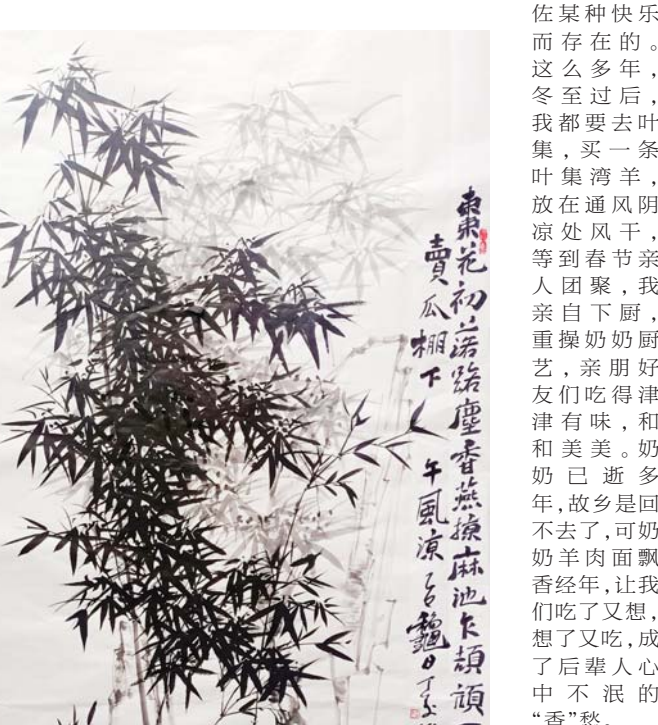 棗花初落路塵香燕掠麻池乍頡頏
賣瓜棚下午風涼
佐某种快乐
而存在的。
这么多年，
冬至过后，
我都要去叶
集，买一条
叶集湾羊，
放在通风阴
凉处风干，
等到春节亲
人团聚，我
亲自下厨，
重操奶奶厨
艺，亲朋好
友们吃得津
津有味，和
和美美。奶
奶已逝多
年，故乡是回
不去了，可奶
奶羊肉面飘
香经年，让我
们吃了又想，
想了又吃，成
了后辈人心
中不泯的
“香”愁。